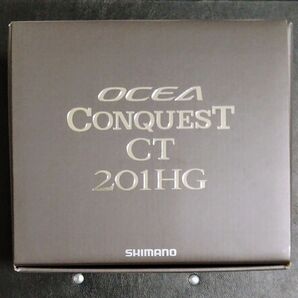 OCEA
CONQUEST
CT
201HG
SHIMANO